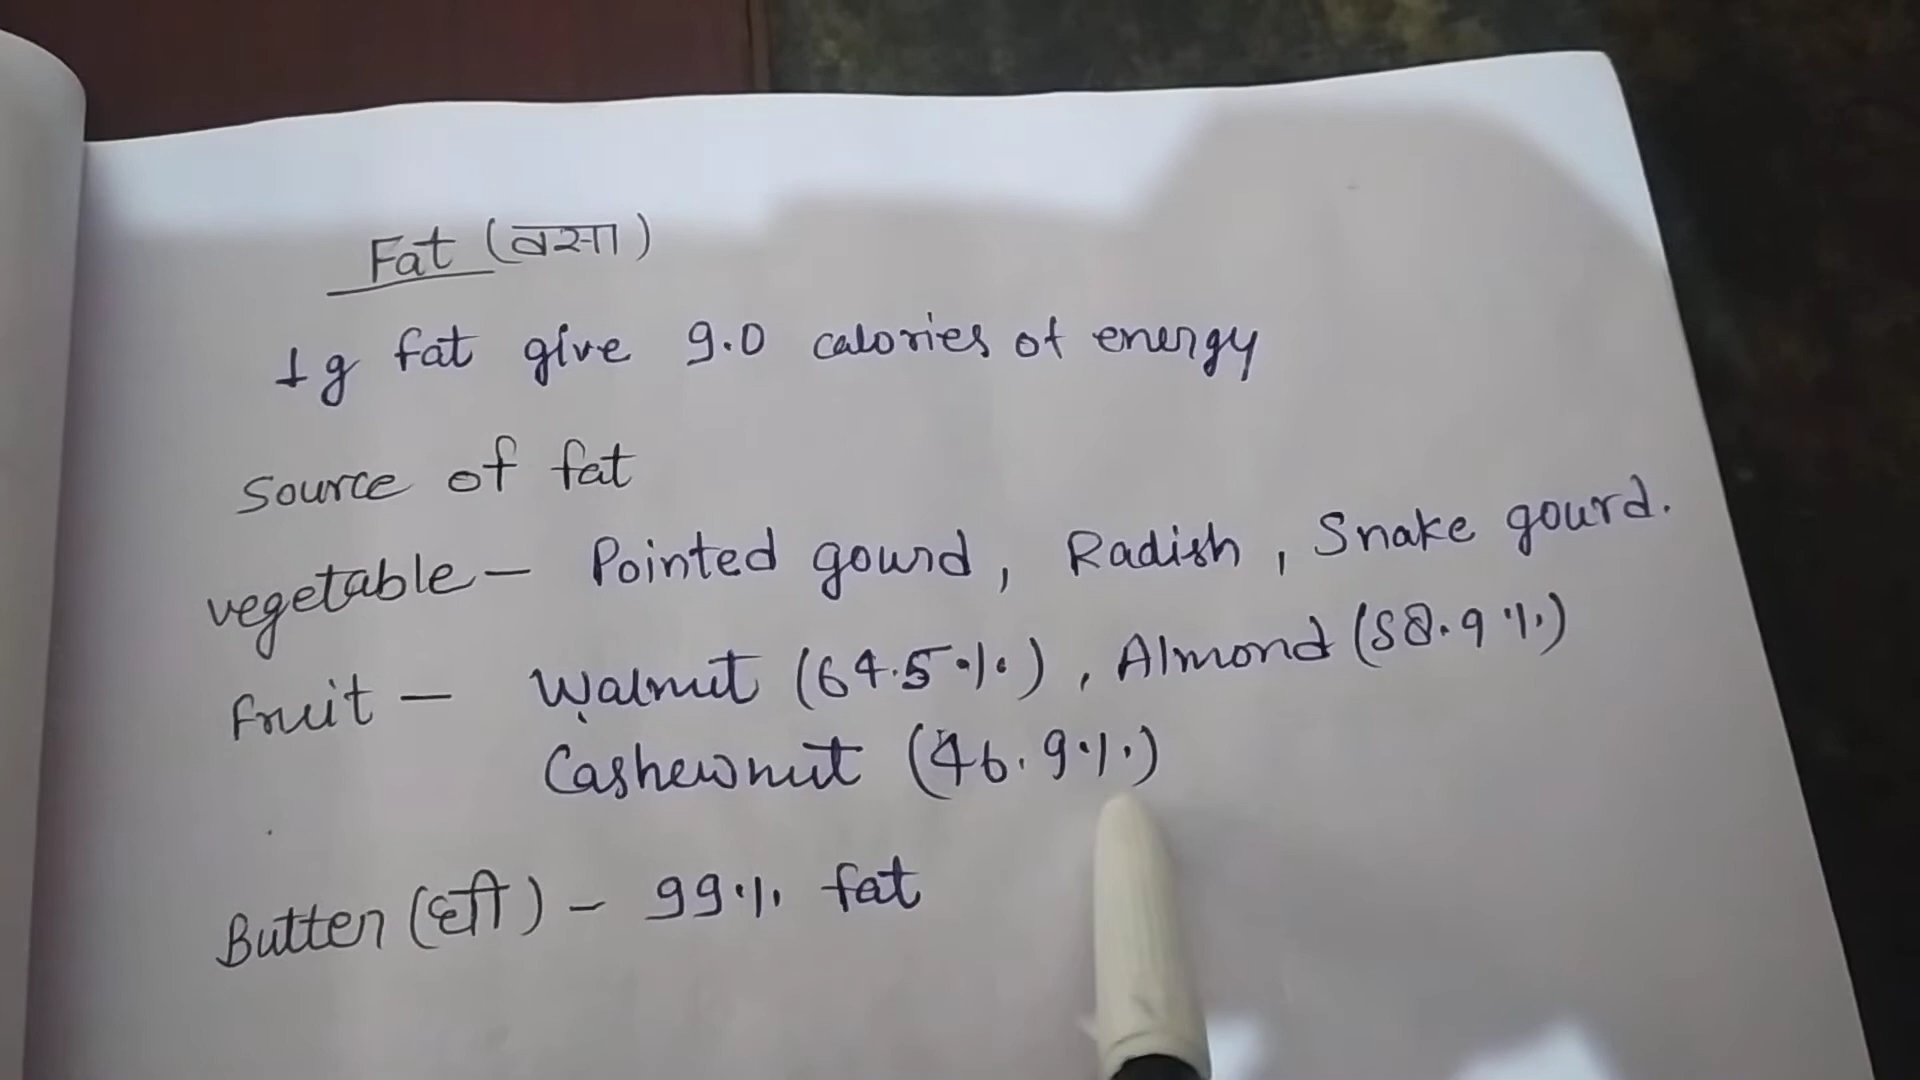 Fat (वसा)
1g fat give 9.0 calories of energy
Source of fat
vegetable - Pointed gourd, Radish, Snake gourd.
fruit - Walnut (64.5%), Almond (58.9%)
Cashewnut (46.9%)
Butter (घी) - 99% fat